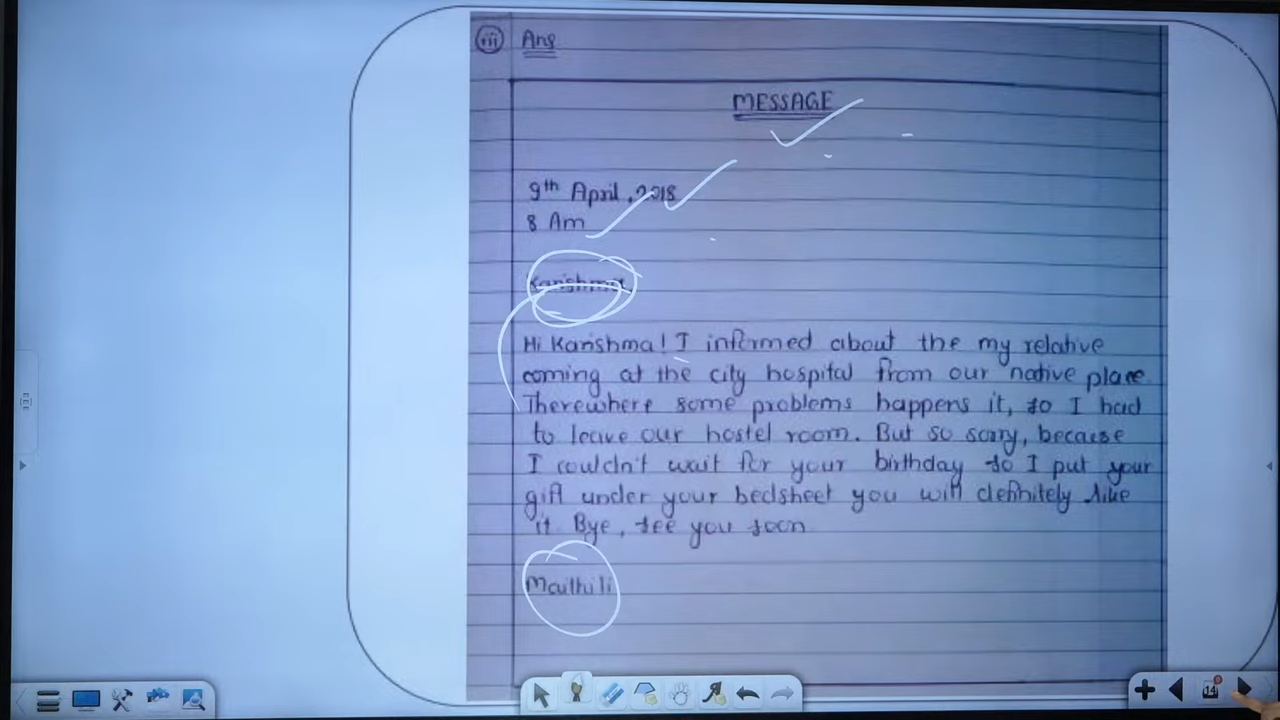 iii Ans
MESSAGE
9th April, 2018
8 Am
Karishma,
Hi Karishma! I informed about the my relative
coming at the city hospital from our native place.
Therewhere some problems happens it, so I had
to leave our hostel room. But so sorry, because
I couldn't wait for your birthday so I put your
gift under your bedsheet you will definitely like
it Bye, see you soon
Maithili
14